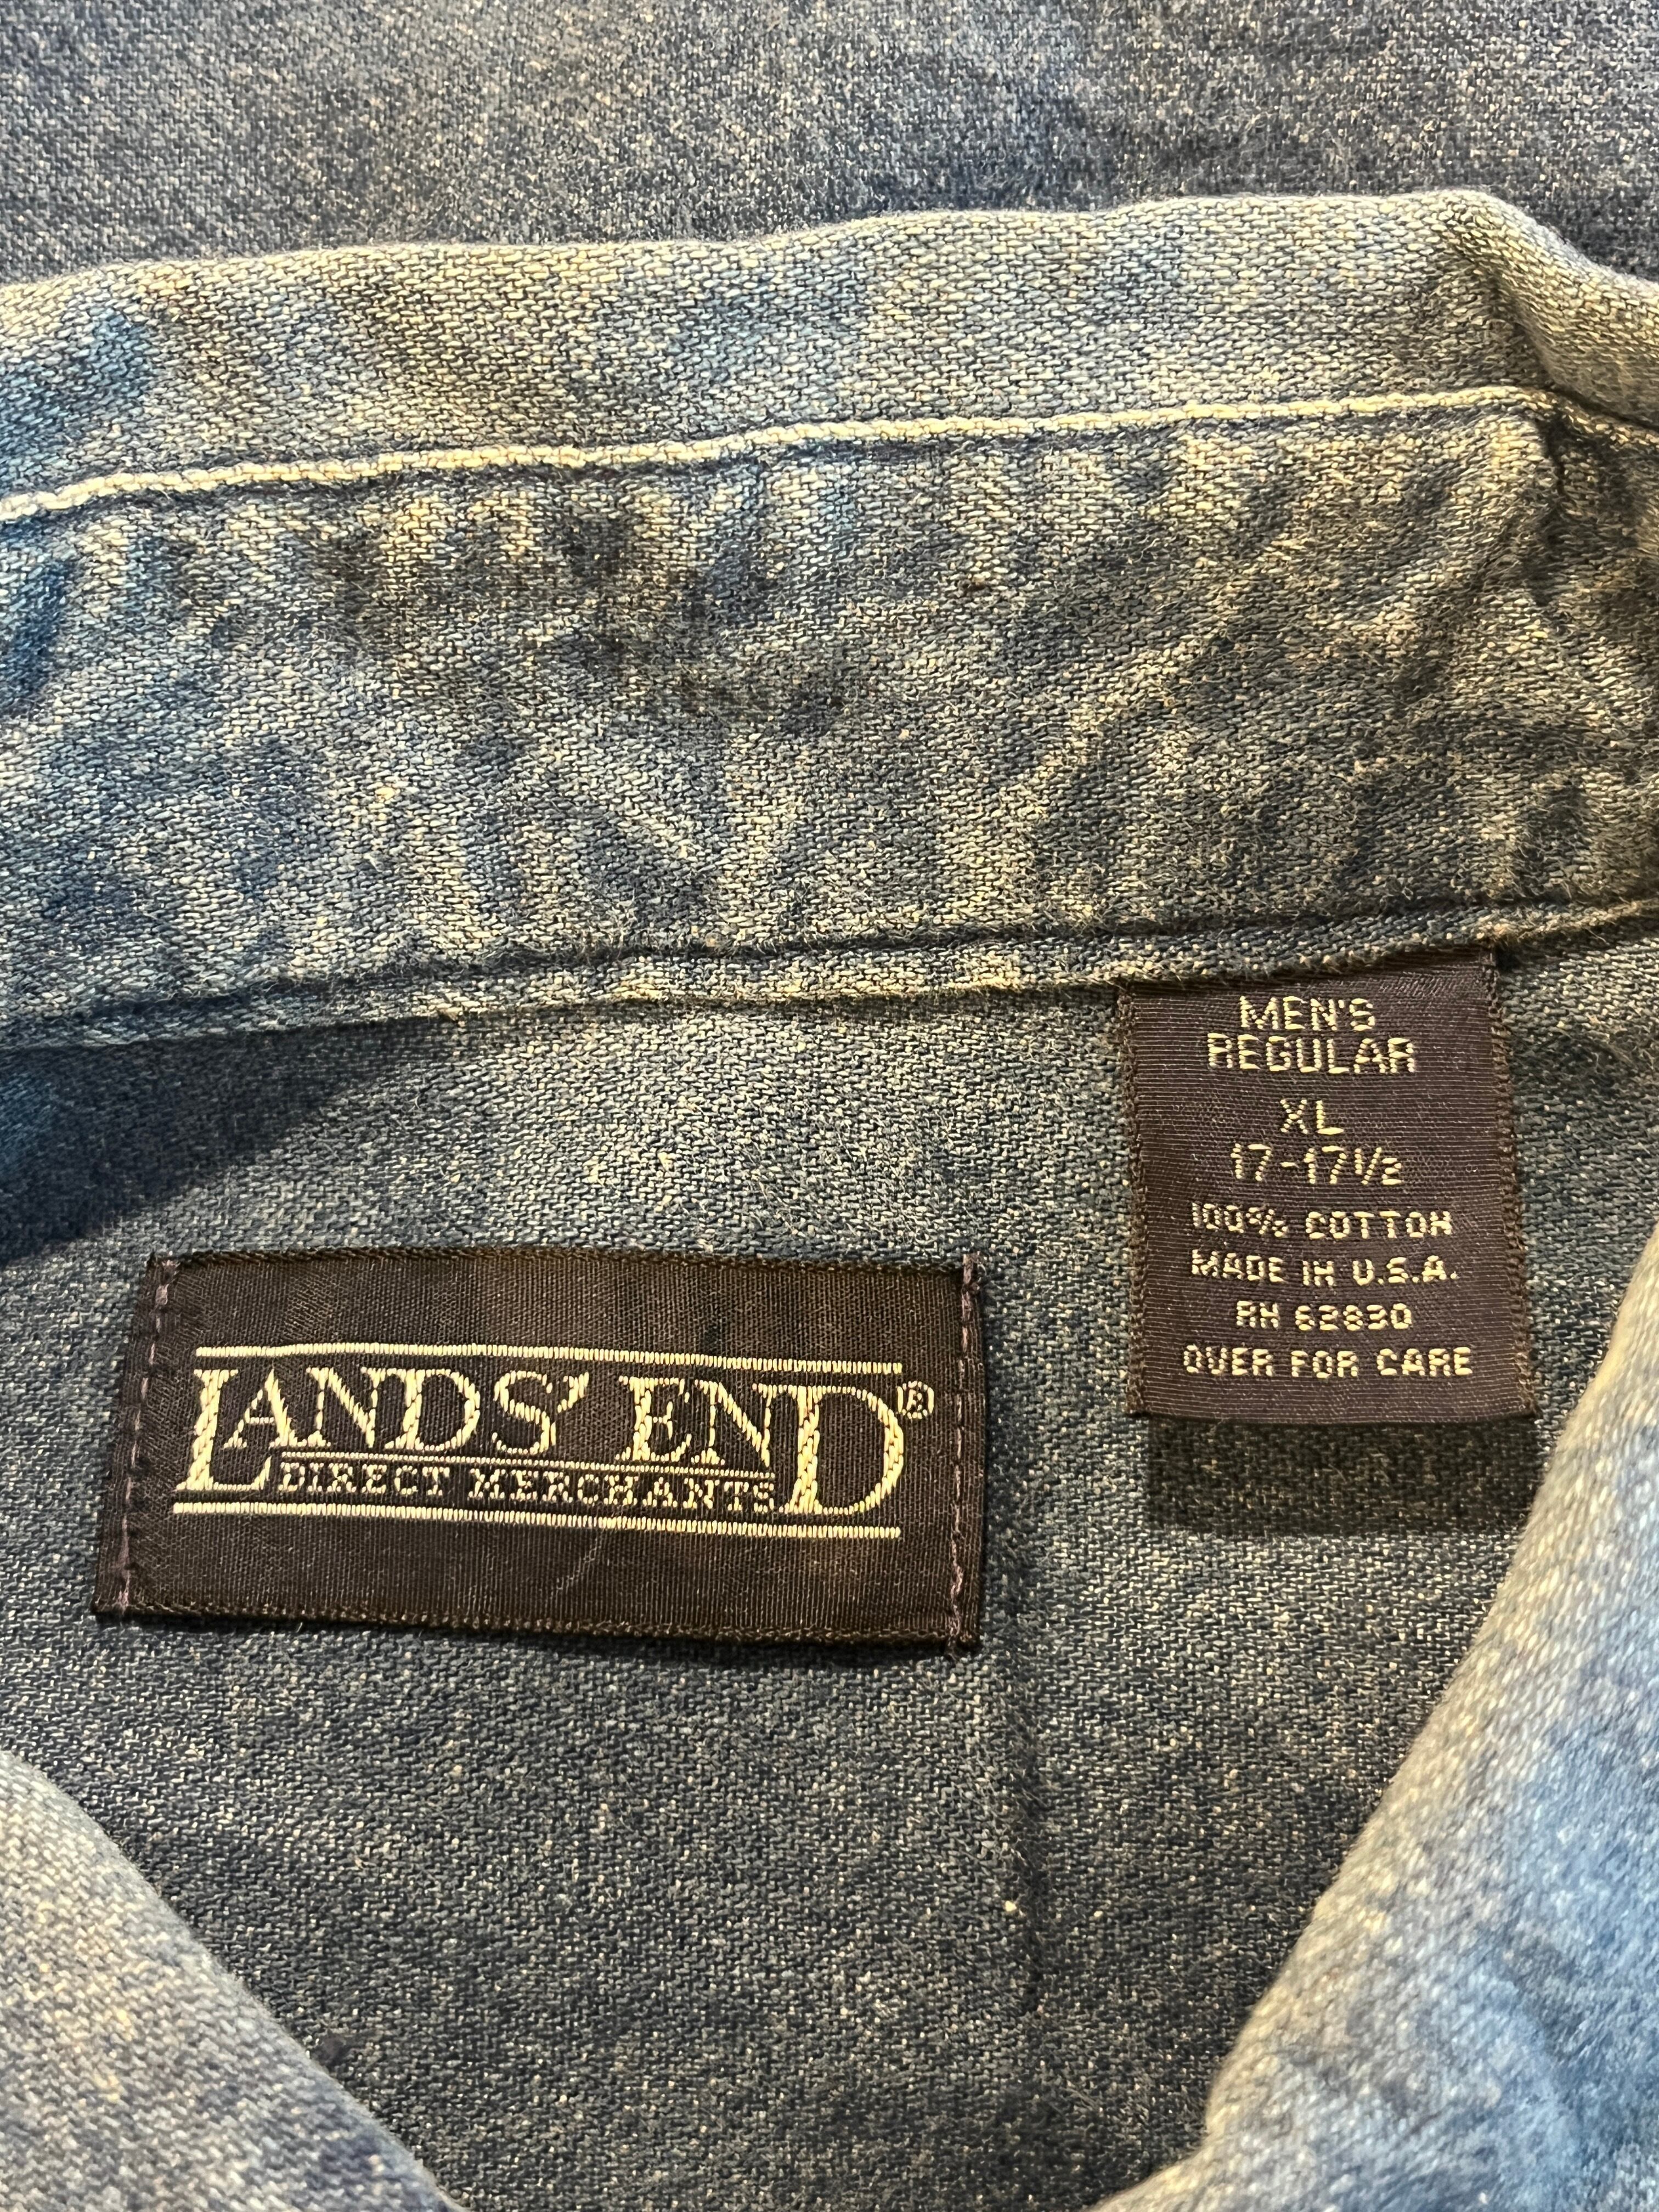 LANDS' END®
DIRECT MERCHANTS
MEN'S
REGULAR
XL
17-17½
100% COTTON
MADE IN U.S.A.
RN 62830
OVER FOR CARE